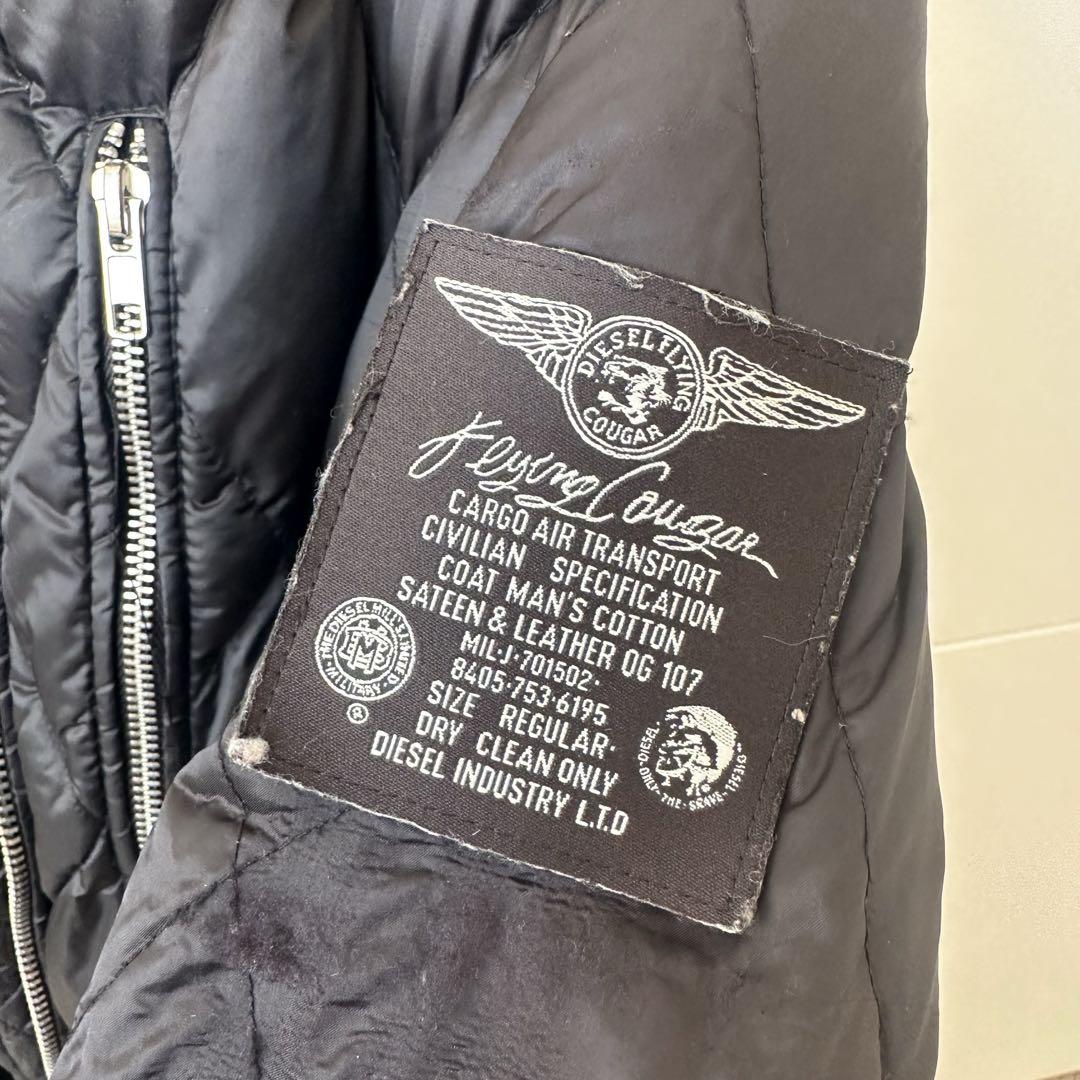 DIESEL FLYING
COUGAR
Flying Cougar
CARGO AIR TRANSPORT
CIVILIAN SPECIFICATION
COAT MAN'S COTTON
SATEEN & LEATHER OG 107
MIL-J-701502.
8405-753-6195
SIZE REGULAR.
DRY CLEAN ONLY
DIESEL INDUSTRY L.T.D
MILITARY
®
DIESEL
ONLY · THE · BRAVE